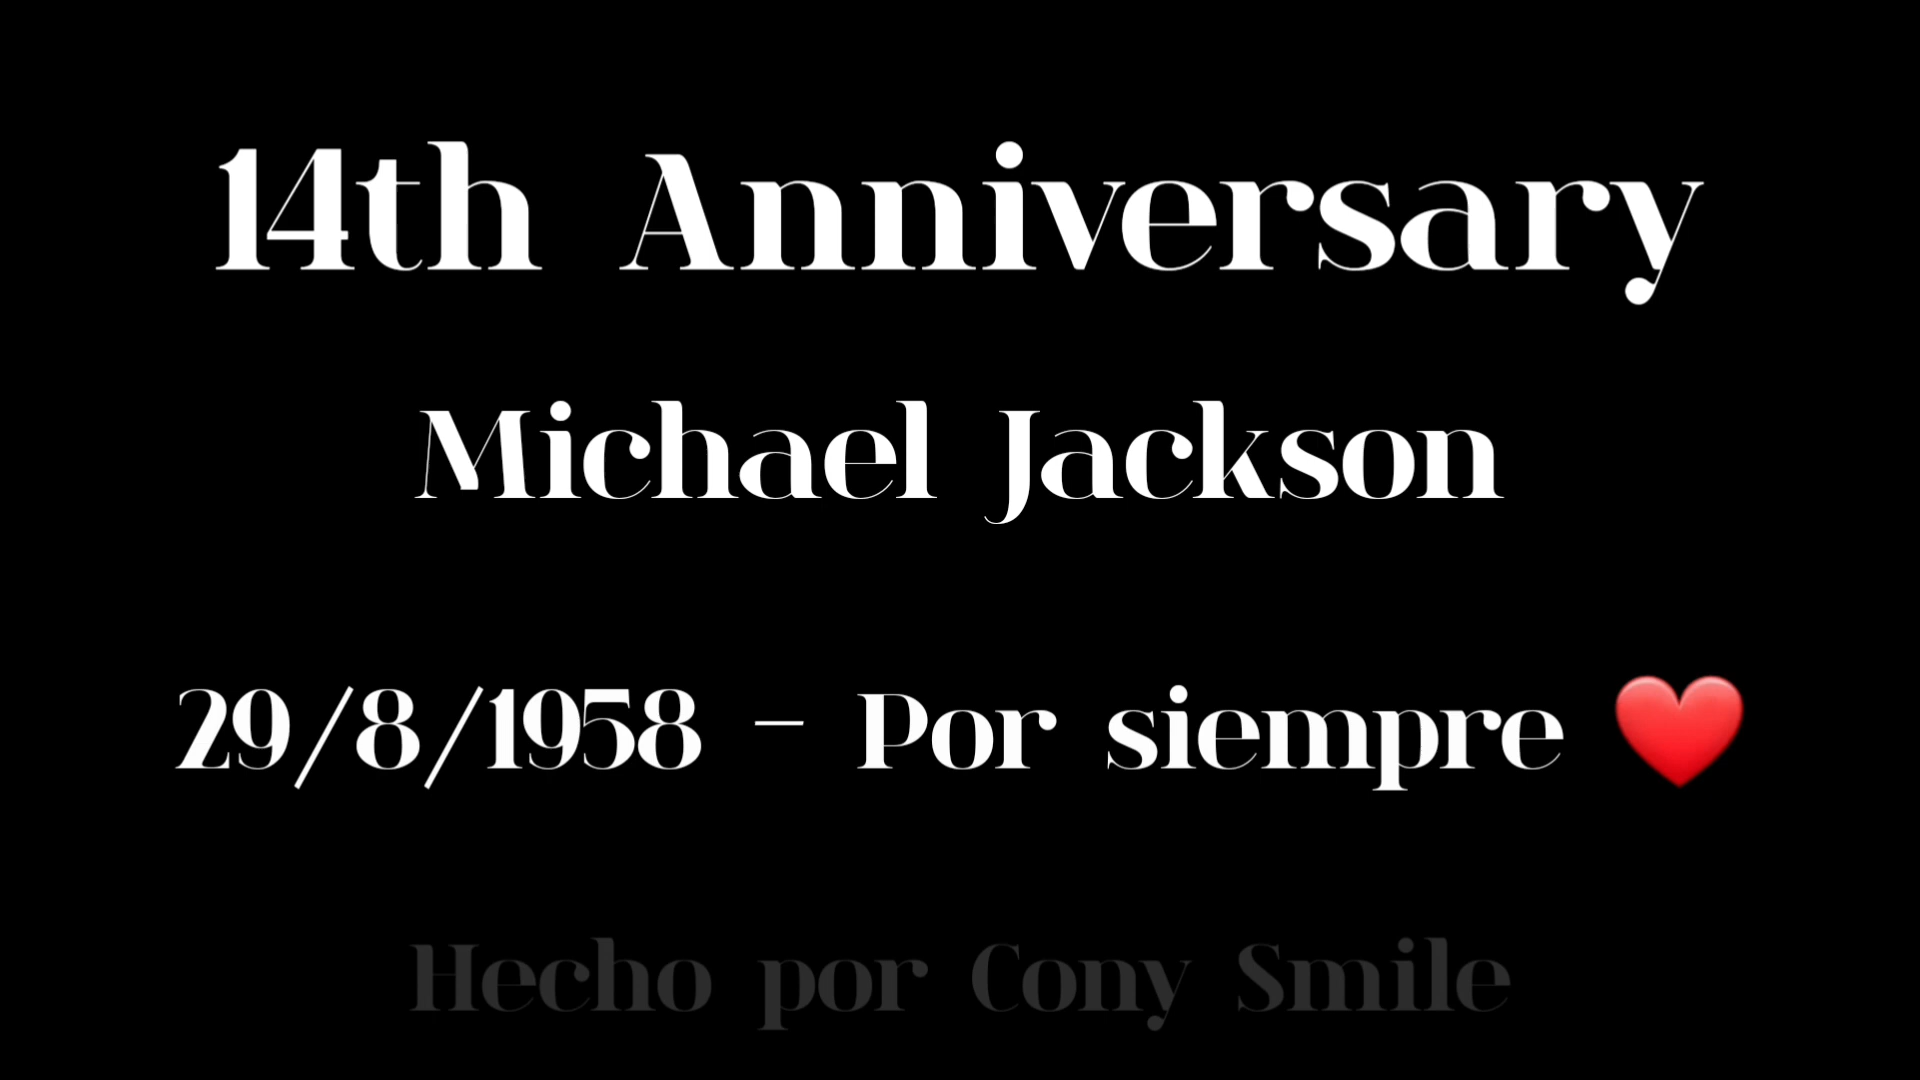 14th Anniversary
Michael Jackson
29/8/1958 - Por siempre ❤️
Hecho por Cony Smile